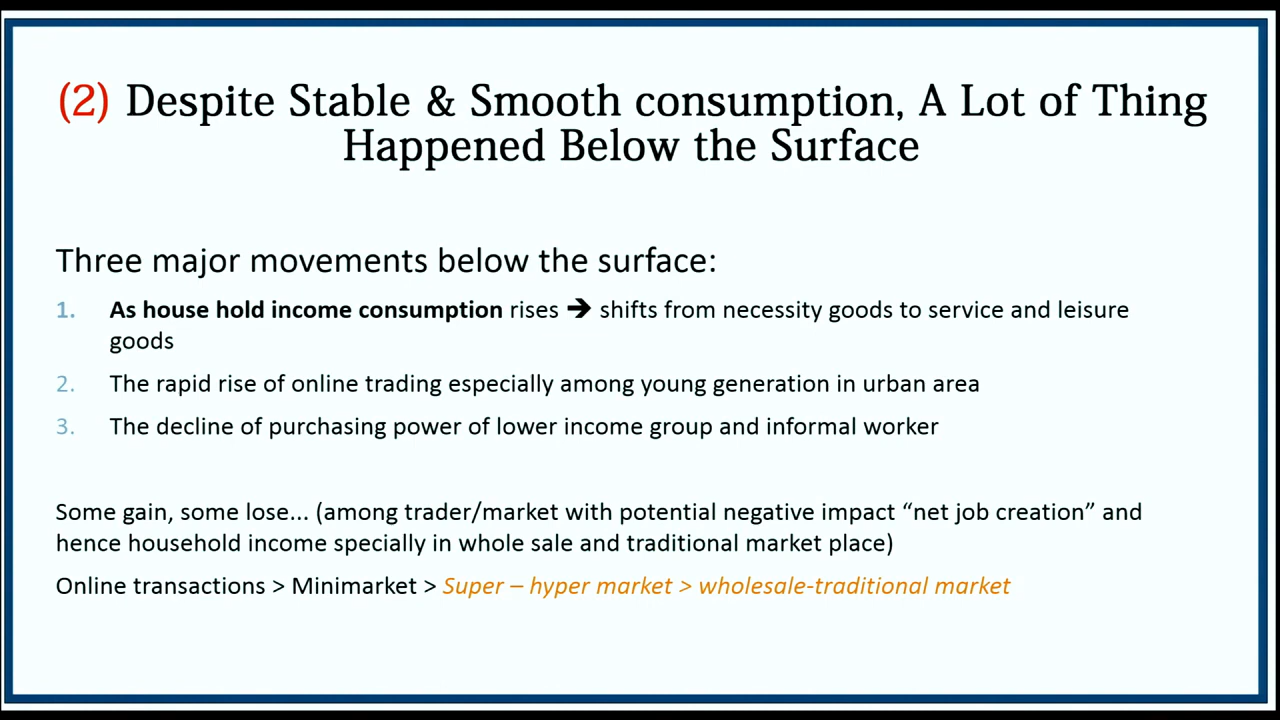 (2) Despite Stable & Smooth consumption, A Lot of Thing
Happened Below the Surface
Three major movements below the surface:
1. As house hold income consumption rises ➔ shifts from necessity goods to service and leisure
goods
2. The rapid rise of online trading especially among young generation in urban area
3. The decline of purchasing power of lower income group and informal worker
Some gain, some lose... (among trader/market with potential negative impact “net job creation” and
hence household income specially in whole sale and traditional market place)
Online transactions > Minimarket > Super – hyper market > wholesale-traditional market